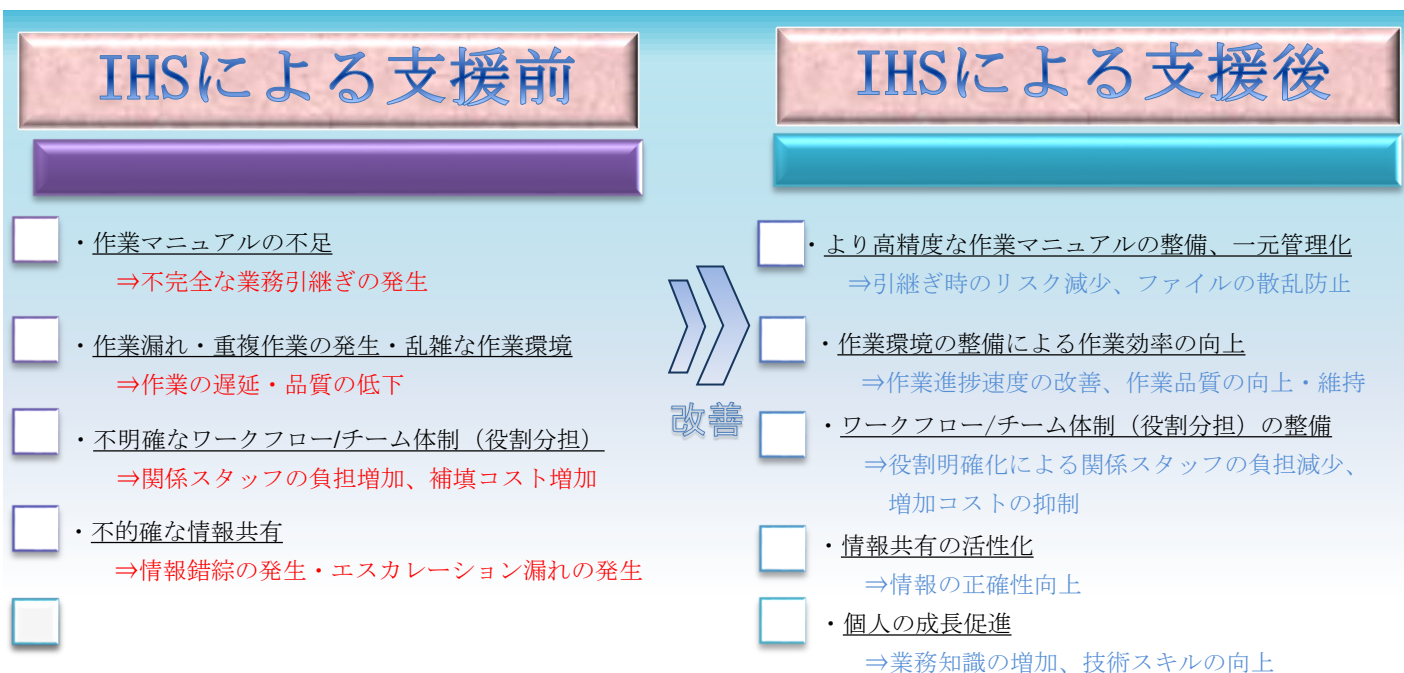 IHSによる支援前
・作業マニュアルの不足
⇒不完全な業務引継ぎの発生
・作業漏れ・重複作業の発生・乱雑な作業環境
⇒作業の遅延・品質の低下
・不明確なワークフロー/チーム体制（役割分担）
⇒関係スタッフの負担増加、補填コスト増加
・不的確な情報共有
⇒情報錯綜の発生・エスカレーション漏れの発生
改善
IHSによる支援後
・より高精度な作業マニュアルの整備、一元管理化
⇒引継ぎ時のリスク減少、ファイルの散乱防止
・作業環境の整備による作業効率の向上
⇒作業進捗速度の改善、作業品質の向上・維持
・ワークフロー/チーム体制（役割分担）の整備
⇒役割明確化による関係スタッフの負担減少、
増加コストの抑制
・情報共有の活性化
⇒情報の正確性向上
・個人の成長促進
⇒業務知識の増加、技術スキルの向上